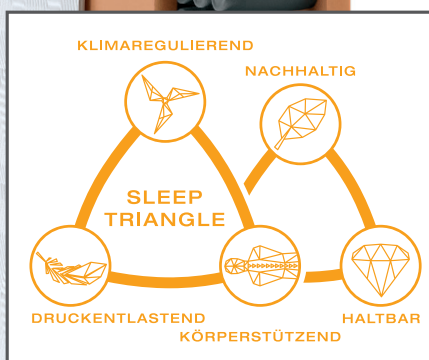 KLIMAREGULIEREND
NACHHALTIG
SLEEP
TRIANGLE
DRUCKENTLASTEND
HALTBAR
KÖRPERSTÜTZEND